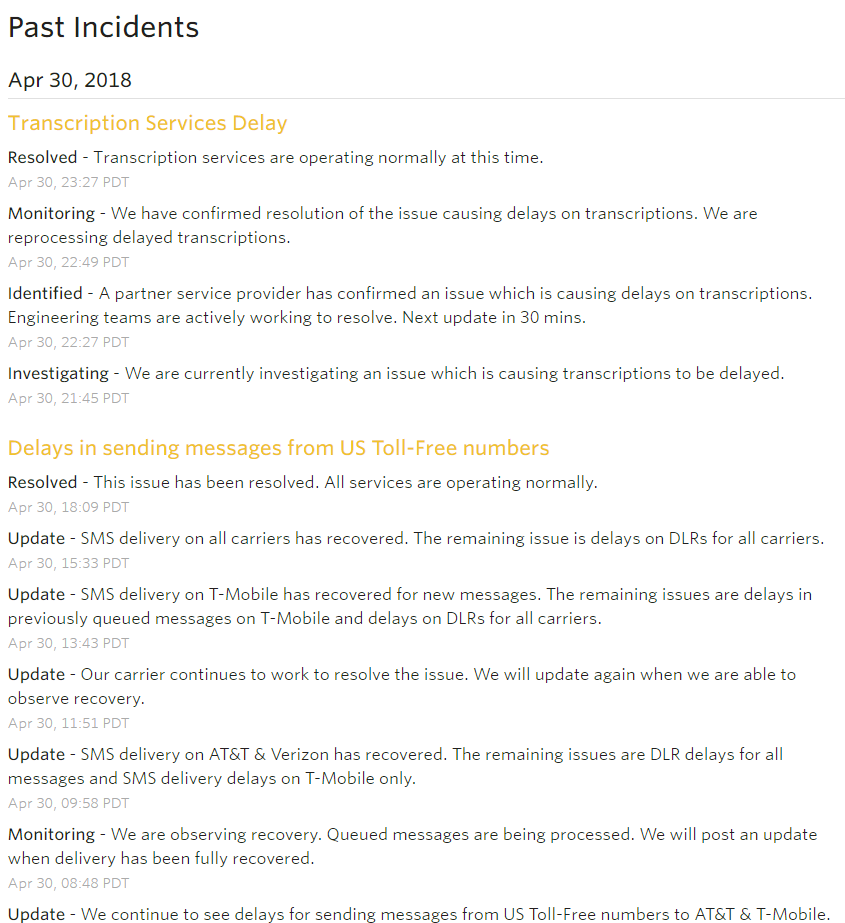 Past Incidents
Apr 30, 2018
Transcription Services Delay
Resolved - Transcription services are operating normally at this time.
Apr 30, 23:27 PDT
Monitoring - We have confirmed resolution of the issue causing delays on transcriptions. We are
reprocessing delayed transcriptions.
Apr 30, 22:49 PDT
Identified - A partner service provider has confirmed an issue which is causing delays on transcriptions.
Engineering teams are actively working to resolve. Next update in 30 mins.
Apr 30, 22:27 PDT
Investigating - We are currently investigating an issue which is causing transcriptions to be delayed.
Apr 30, 21:45 PDT
Delays in sending messages from US Toll-Free numbers
Resolved - This issue has been resolved. All services are operating normally.
Apr 30, 18:09 PDT
Update - SMS delivery on all carriers has recovered. The remaining issue is delays on DLRs for all carriers.
Apr 30, 15:33 PDT
Update - SMS delivery on T-Mobile has recovered for new messages. The remaining issues are delays in
previously queued messages on T-Mobile and delays on DLRs for all carriers.
Apr 30, 13:43 PDT
Update - Our carrier continues to work to resolve the issue. We will update again when we are able to
observe recovery.
Apr 30, 11:51 PDT
Update - SMS delivery on AT&T & Verizon has recovered. The remaining issues are DLR delays for all
messages and SMS delivery delays on T-Mobile only.
Apr 30, 09:58 PDT
Monitoring - We are observing recovery. Queued messages are being processed. We will post an update
when delivery has been fully recovered.
Apr 30, 08:48 PDT
Update - We continue to see delays for sending messages from US Toll-Free numbers to AT&T & T-Mobile.